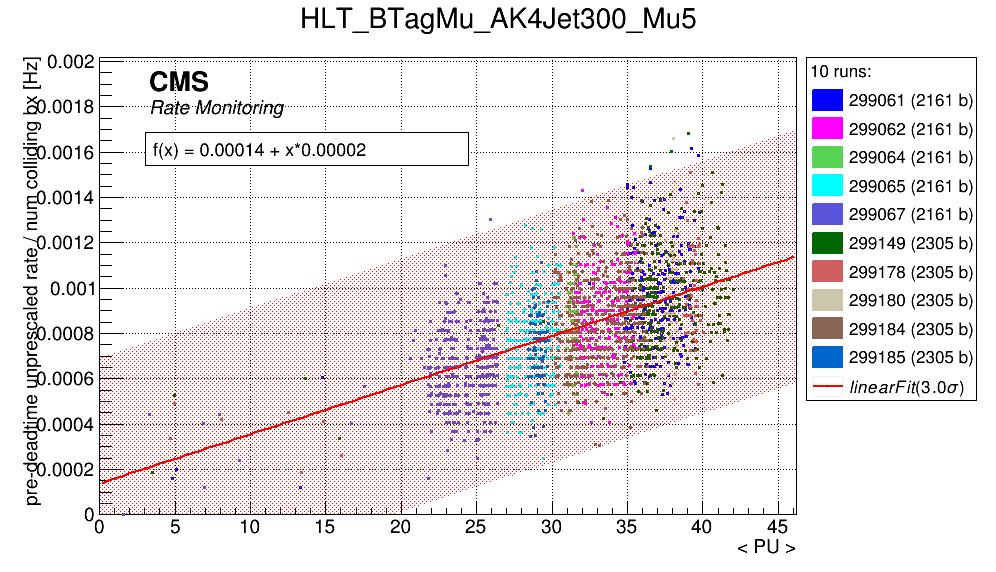 HLT_BTagMu_AK4Jet300_Mu5
pre-deadtime unprescaled rate / num colliding bx [Hz]
0.002
0.0018
0.0016
0.0014
0.0012
0.001
0.0008
0.0006
0.0004
0.0002
0
CMS
Rate Monitoring
f(x) = 0.00014 + x*0.00002
0 5 10 15 20 25 30 35 40 45
< PU >
10 runs:
299061 (2161 b)
299062 (2161 b)
299064 (2161 b)
299065 (2161 b)
299067 (2161 b)
299149 (2305 b)
299178 (2305 b)
299180 (2305 b)
299184 (2305 b)
299185 (2305 b)
linearFit(3.0σ)